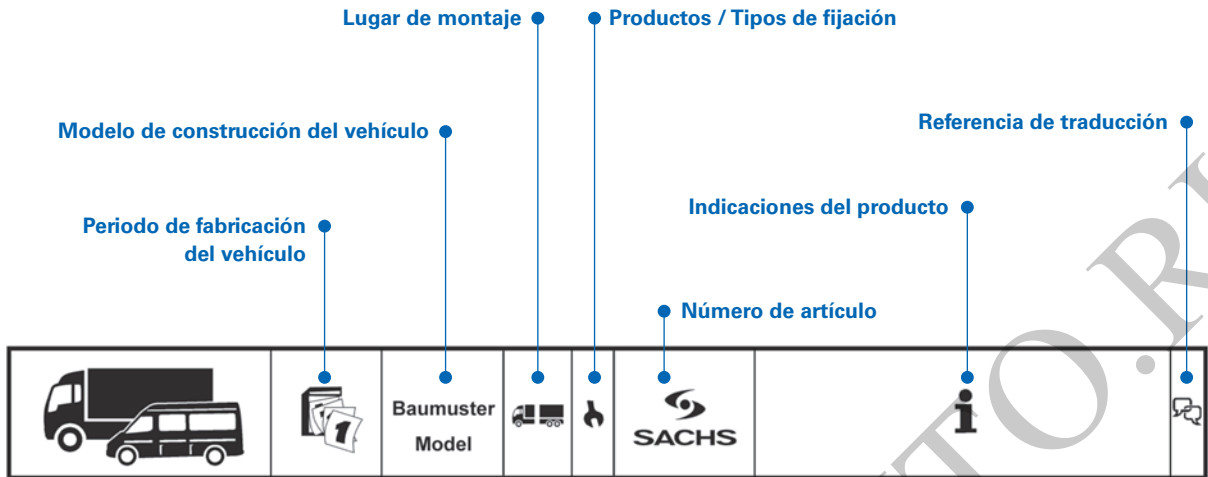 Lugar de montaje
Productos / Tipos de fijación
Modelo de construcción del vehículo
Referencia de traducción
Indicaciones del producto
Periodo de fabricación
del vehículo
Número de artículo
Baumuster
Model
1
i
SACHS